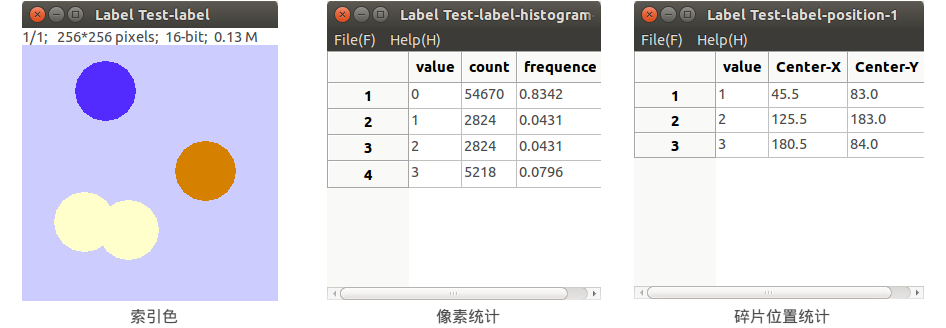 Label Test-label
1/1; 256*256 pixels; 16-bit; 0.13 M
索引色
Label Test-label-histogram
File(F) Help(H)
value count frequence
1 0 54670 0.8342
2 1 2824 0.0431
3 2 2824 0.0431
4 3 5218 0.0796
像素统计
Label Test-label-position-1
File(F) Help(H)
value Center-X Center-Y
1 1 45.5 83.0
2 2 125.5 183.0
3 3 180.5 84.0
碎片位置统计